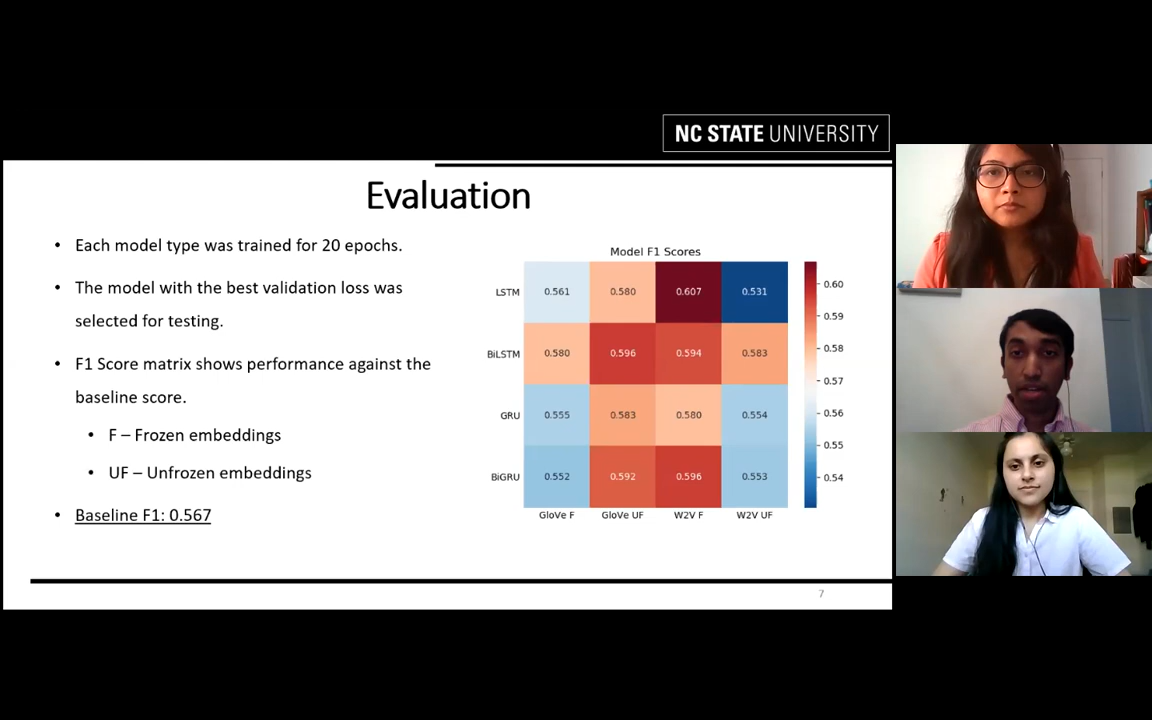 NC STATE UNIVERSITY
Evaluation
• Each model type was trained for 20 epochs.
• The model with the best validation loss was
selected for testing.
• F1 Score matrix shows performance against the
baseline score.
• F – Frozen embeddings
• UF – Unfrozen embeddings
• Baseline F1: 0.567
Model F1 Scores
LSTM 0.561 0.580 0.607 0.531
BiLSTM 0.580 0.596 0.594 0.583
GRU 0.555 0.583 0.580 0.554
BiGRU 0.552 0.592 0.596 0.553
GloVe F GloVe UF W2V F W2V UF
0.60
0.59
0.58
0.57
0.56
0.55
0.54
7